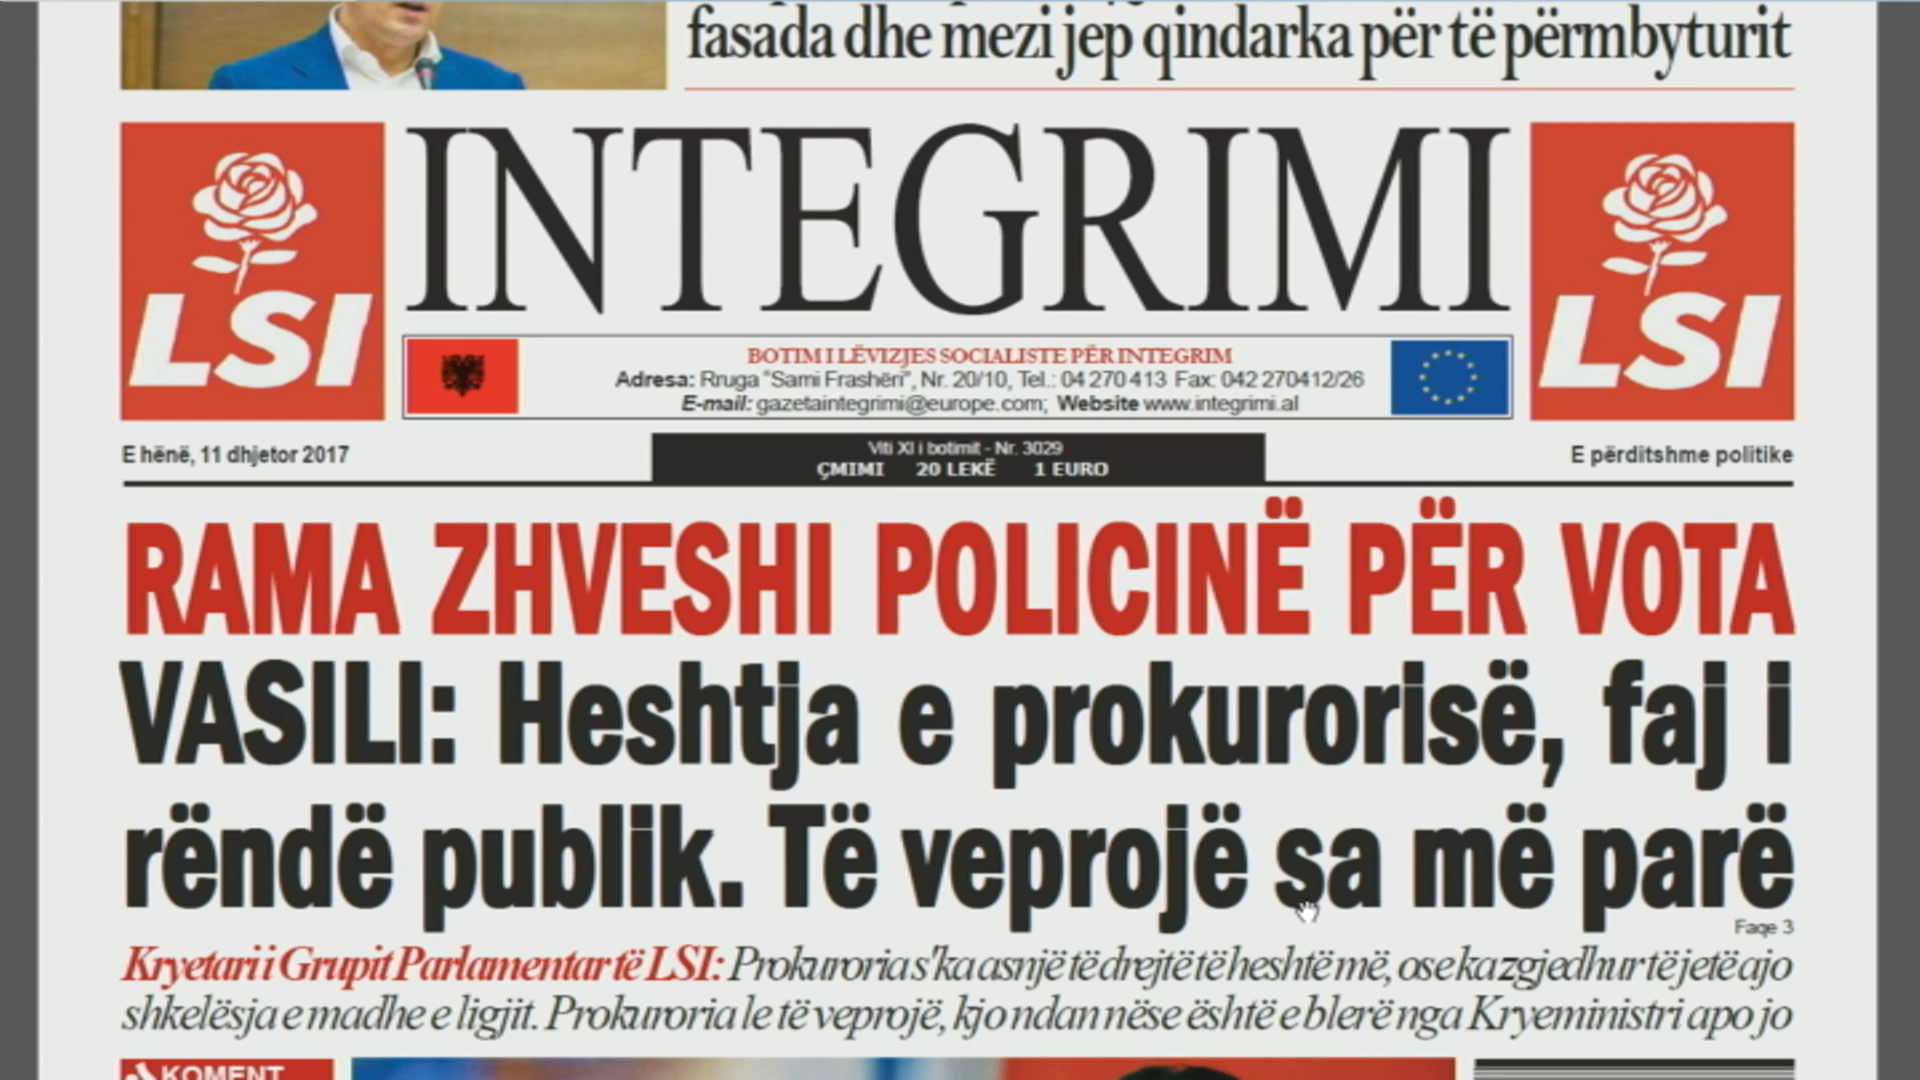 fasada dhe mezi jep qindarka për të përmbyturit
LSI
INTEGRIMI
LSI
BOTIM I LËVIZJES SOCIALISTE PËR INTEGRIM
Adresa: Rruga "Sami Frashëri", Nr. 20/10, Tel.: 04 270 413 Fax: 042 270412/26
E-mail: gazetaintegrimi@europe.com; Website www.integrimi.al
E hënë, 11 dhjetor 2017
Viti XI i botimit - Nr. 3029
ÇMIMI 20 LEKË 1 EURO
E përditshme politike
RAMA ZHVESHI POLICINË PËR VOTA
VASILI: Heshtja e prokurorisë, faj i
rëndë publik. Të veprojë sa më parë
Faqe 3
Kryetari i Grupit Parlamentar të LSI: Prokuroria s'ka asnjë të drejtë të heshtë më, ose ka zgjedhur të jetë ajo
shkelësja e madhe e ligjit. Prokuroria le të veprojë, kjo ndan nëse është e blerë nga Kryeministri apo jo
KOMENT